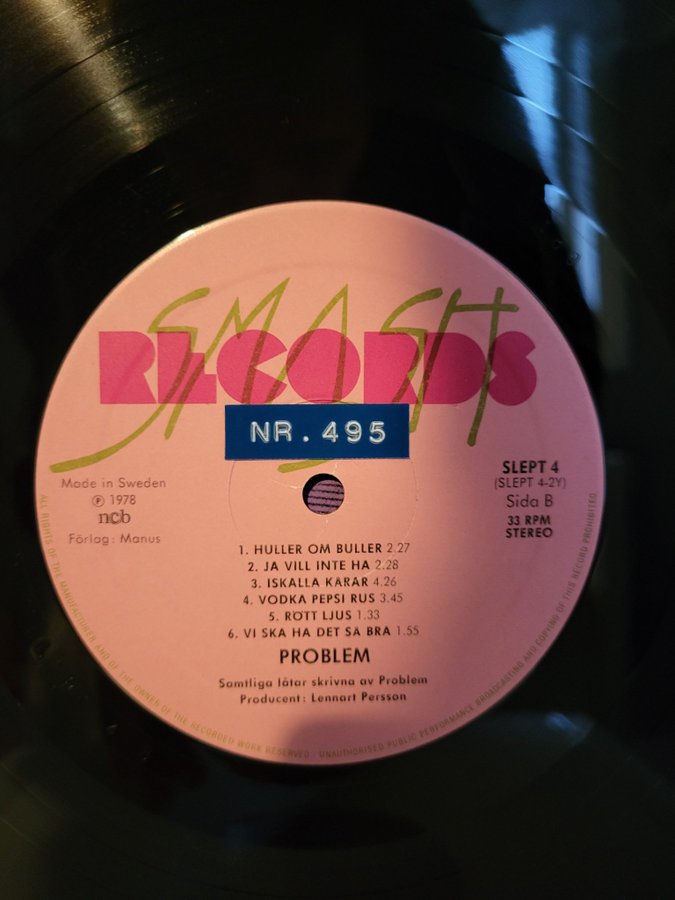 SMASH
RECORDS
NR. 495
Made in Sweden
Ⓟ 1978
ncb
Förlag: Manus
SLEPT 4
(SLEPT 4-2Y)
Sida B
33 RPM
STEREO
1. HULLER OM BULLER 2.27
2. JA VILL INTE HA 2.28
3. ISKALLA KÅRAR 4.26
4. VODKA PEPSI RUS 3.45
5. RÖTT LJUS 1.33
6. VI SKA HA DET SÅ BRA 1.55
PROBLEM
Samtliga låtar skrivna av Problem
Producent: Lennart Persson
ALL RIGHTS OF THE MANUFACTURER AND OF THE OWNER OF THE RECORDED WORK RESERVED. UNAUTHORISED PUBLIC PERFORMANCE BROADCASTING AND COPYING OF THIS RECORD PROHIBITED